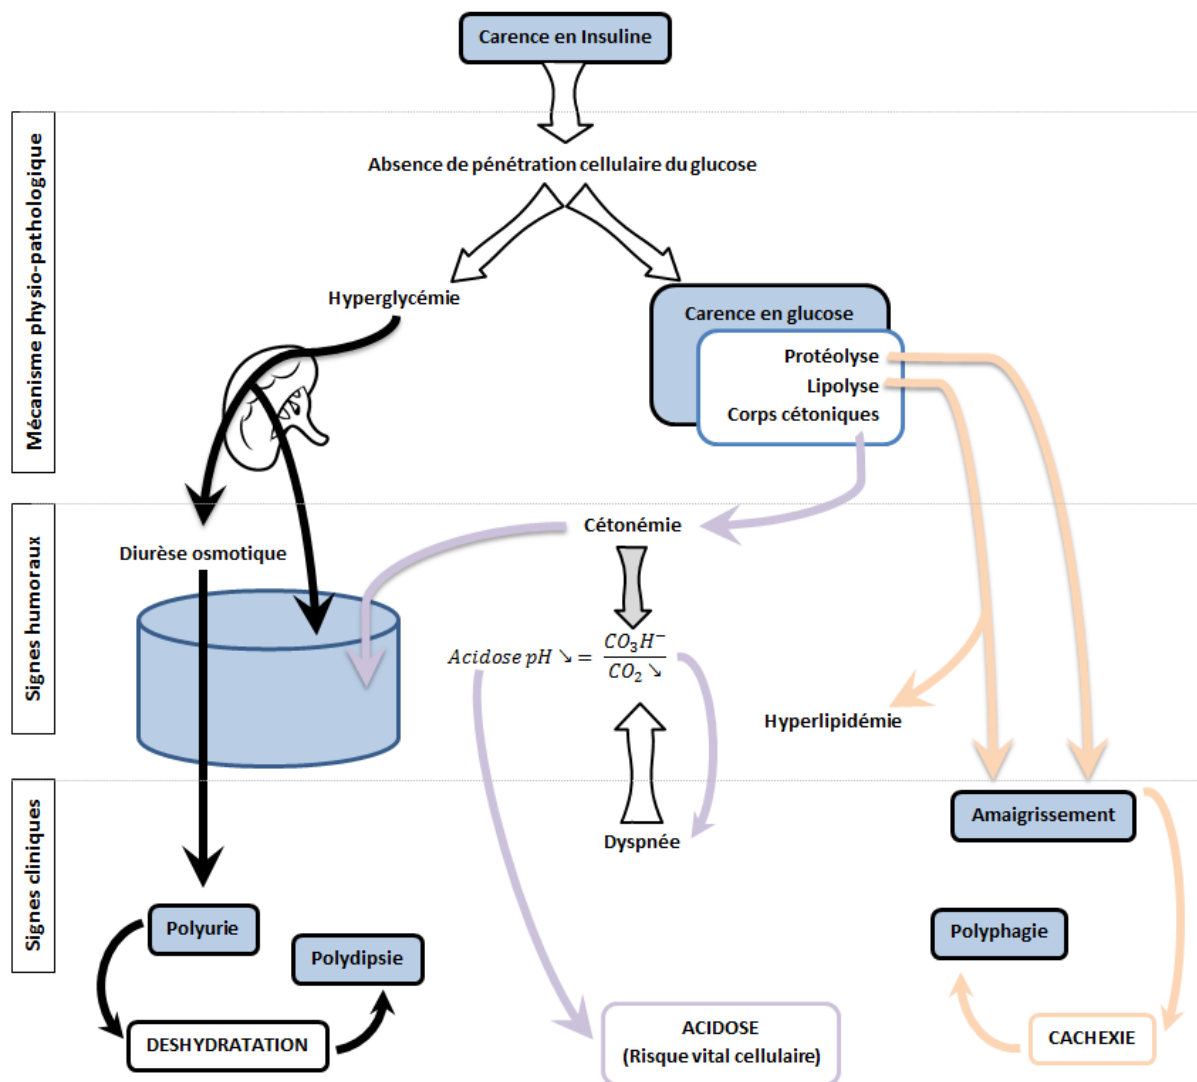 Carence en Insuline
Mécanisme physio-pathologique
Absence de pénétration cellulaire du glucose
Hyperglycémie
Carence en glucose
Protéolyse
Lipolyse
Corps cétoniques
Signes humoraux
Cétonémie
Diurèse osmotique
Acidose pH ↘ = CO₃H⁻ / CO₂ ↘
Hyperlipidémie
Signes cliniques
Amaigrissement
Dyspnée
Polyurie
Polyphagie
Polydipsie
DESHYDRATATION
ACIDOSE
(Risque vital cellulaire)
CACHEXIE